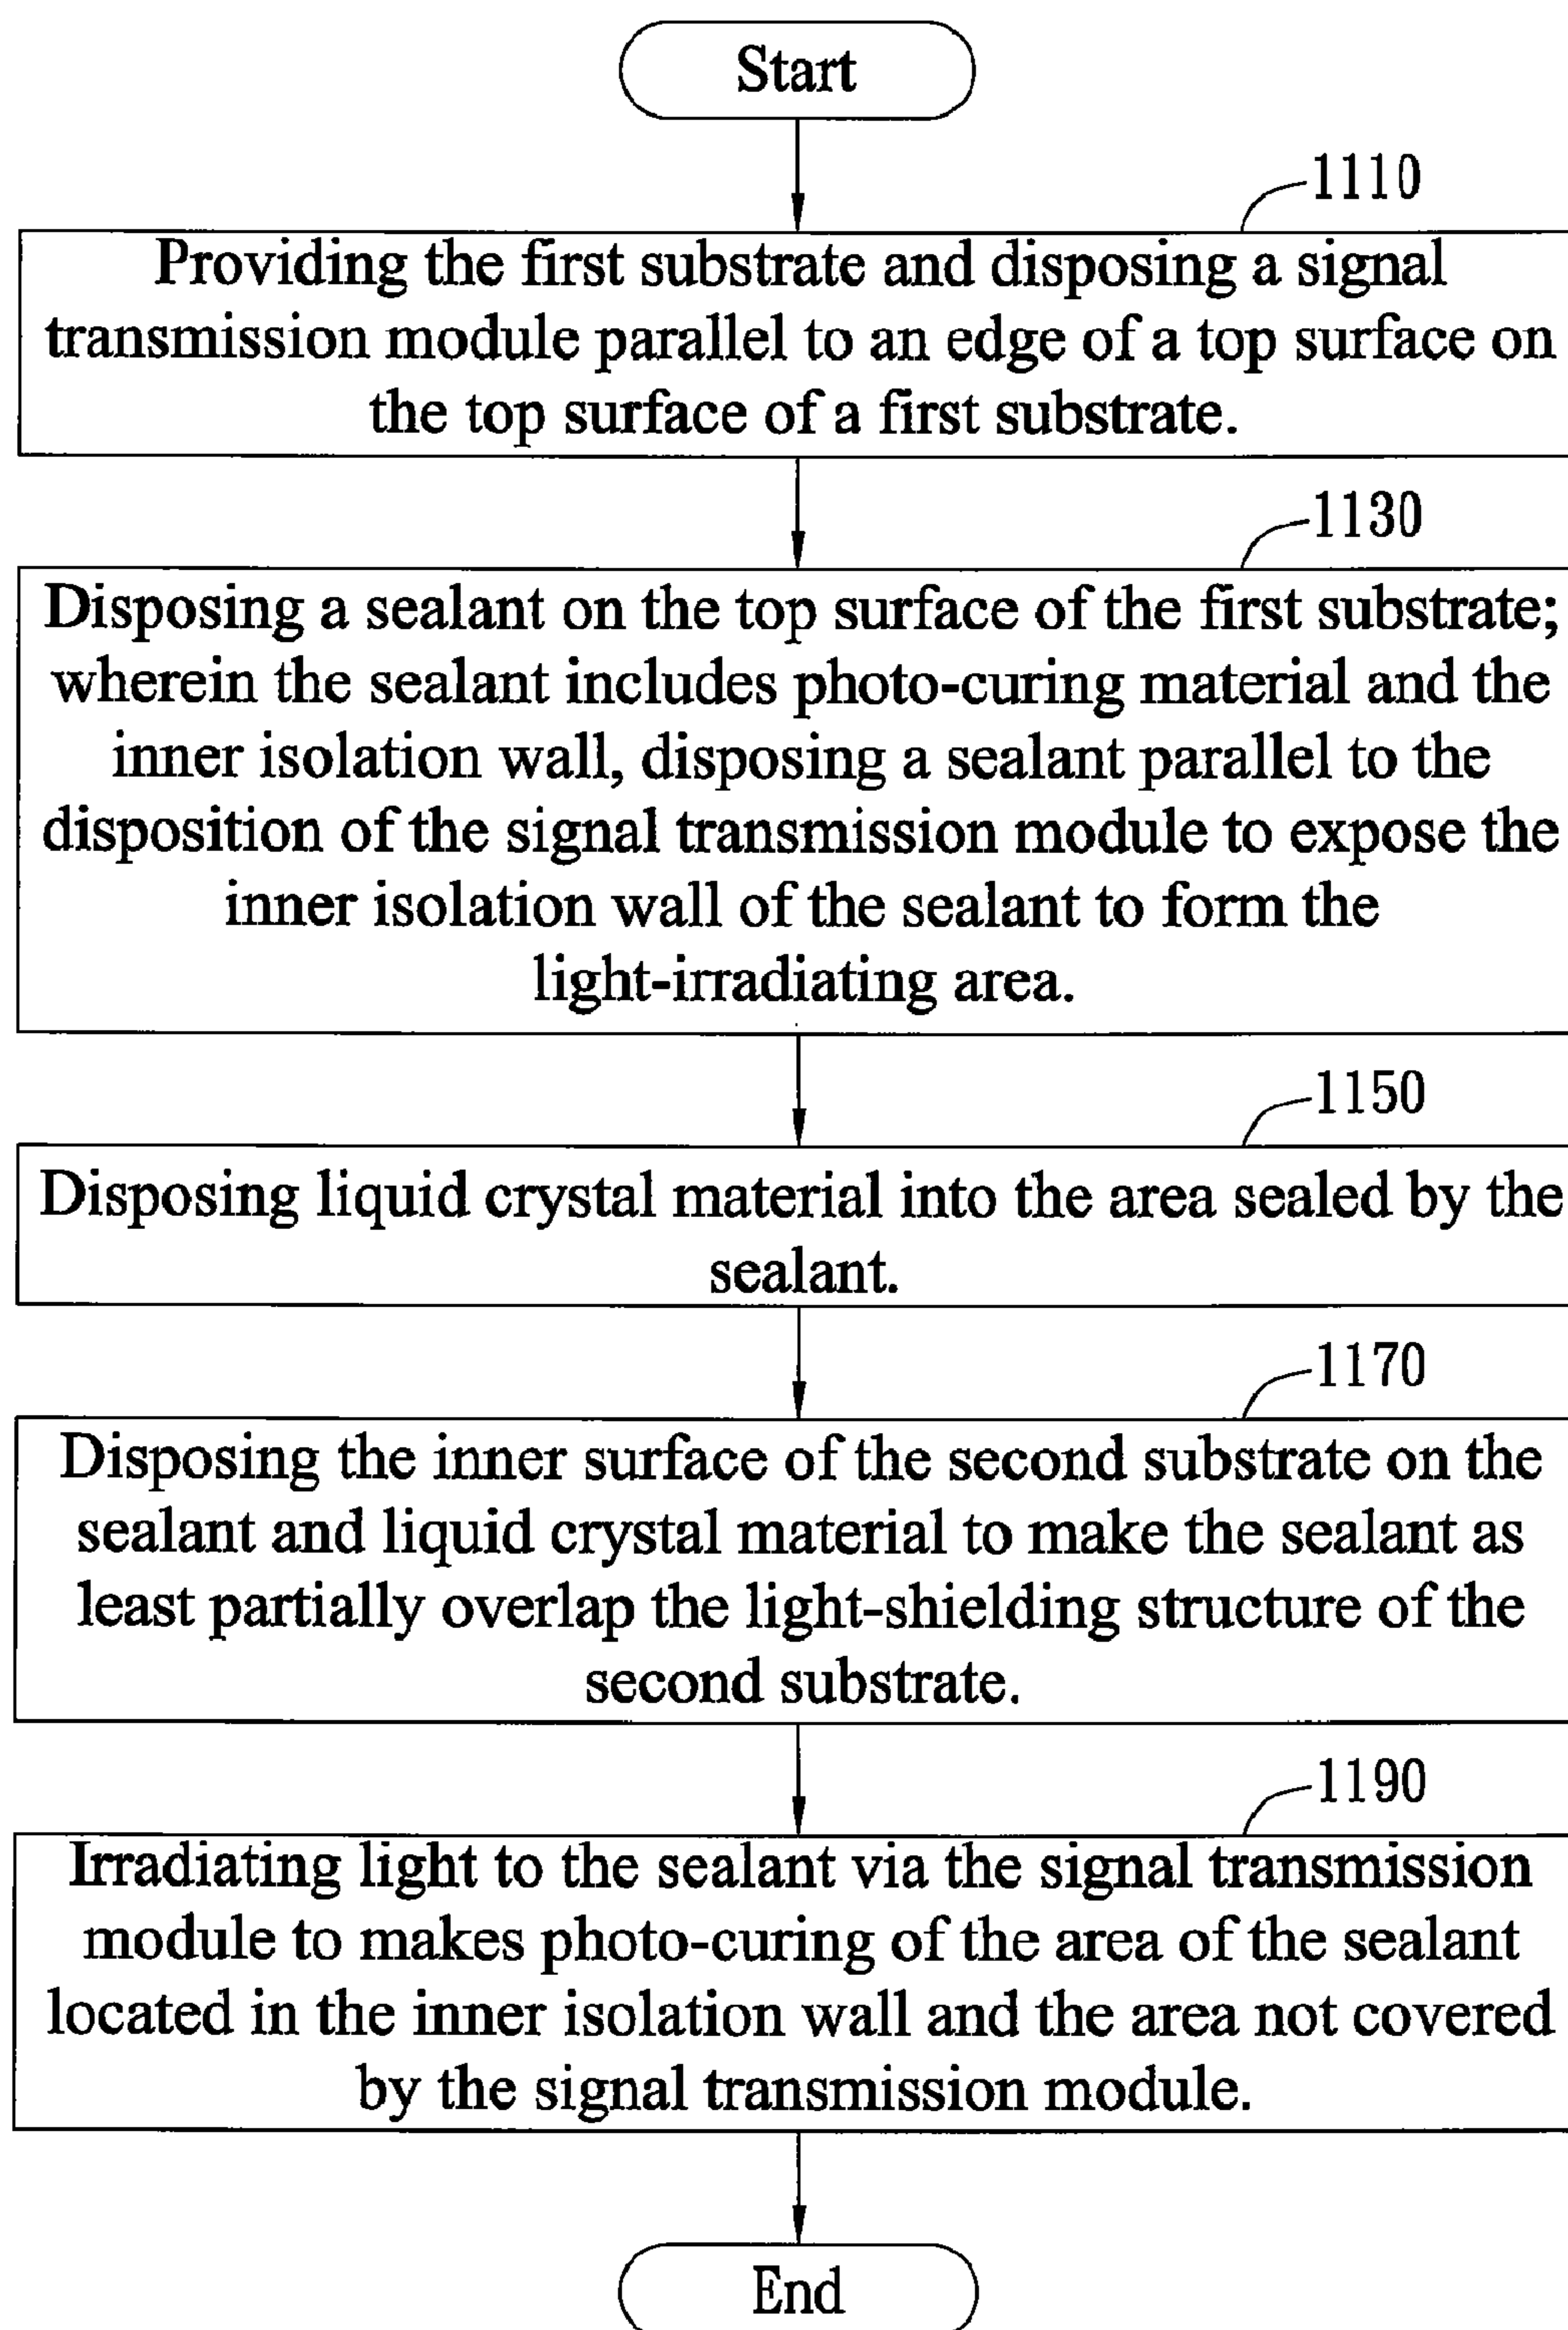 Start
1110
Providing the first substrate and disposing a signal
transmission module parallel to an edge of a top surface on
the top surface of a first substrate.
1130
Disposing a sealant on the top surface of the first substrate;
wherein the sealant includes photo-curing material and the
inner isolation wall, disposing a sealant parallel to the
disposition of the signal transmission module to expose the
inner isolation wall of the sealant to form the
light-irradiating area.
1150
Disposing liquid crystal material into the area sealed by the
sealant.
1170
Disposing the inner surface of the second substrate on the
sealant and liquid crystal material to make the sealant as
least partially overlap the light-shielding structure of the
second substrate.
1190
Irradiating light to the sealant via the signal transmission
module to makes photo-curing of the area of the sealant
located in the inner isolation wall and the area not covered
by the signal transmission module.
End